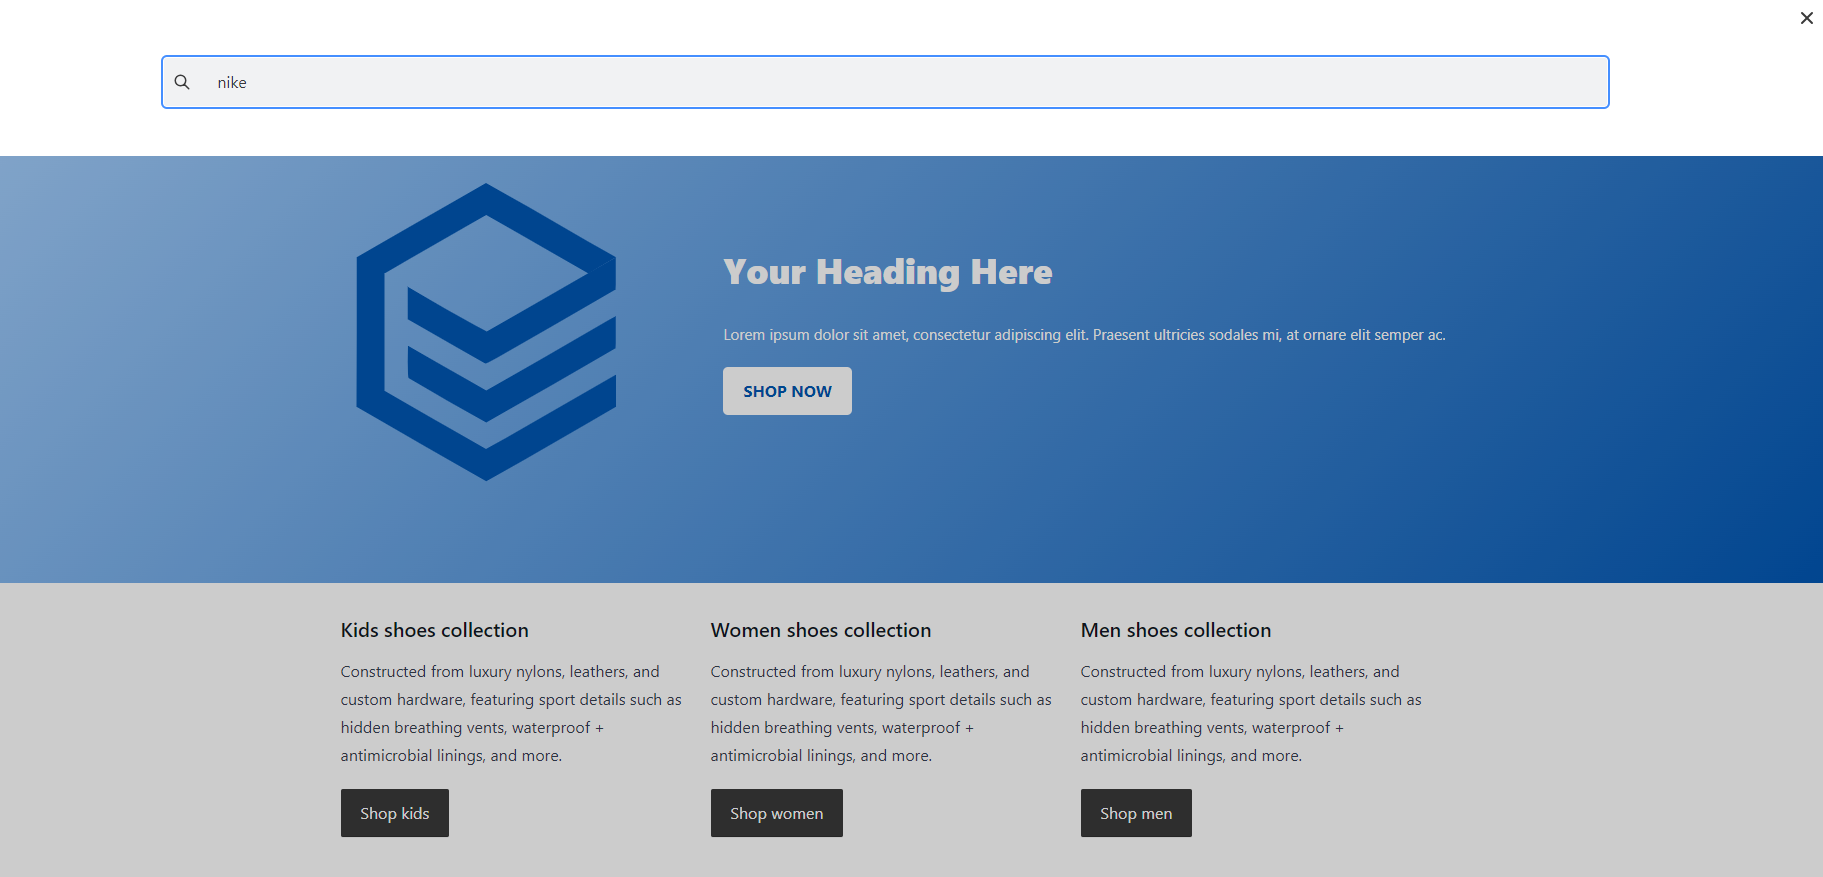 nike
Your Heading Here
Lorem ipsum dolor sit amet, consectetur adipiscing elit. Praesent ultricies sodales mi, at ornare elit semper ac.
SHOP NOW
Kids shoes collection
Constructed from luxury nylons, leathers, and
custom hardware, featuring sport details such as
hidden breathing vents, waterproof +
antimicrobial linings, and more.
Shop kids
Women shoes collection
Constructed from luxury nylons, leathers, and
custom hardware, featuring sport details such as
hidden breathing vents, waterproof +
antimicrobial linings, and more.
Shop women
Men shoes collection
Constructed from luxury nylons, leathers, and
custom hardware, featuring sport details such as
hidden breathing vents, waterproof +
antimicrobial linings, and more.
Shop men